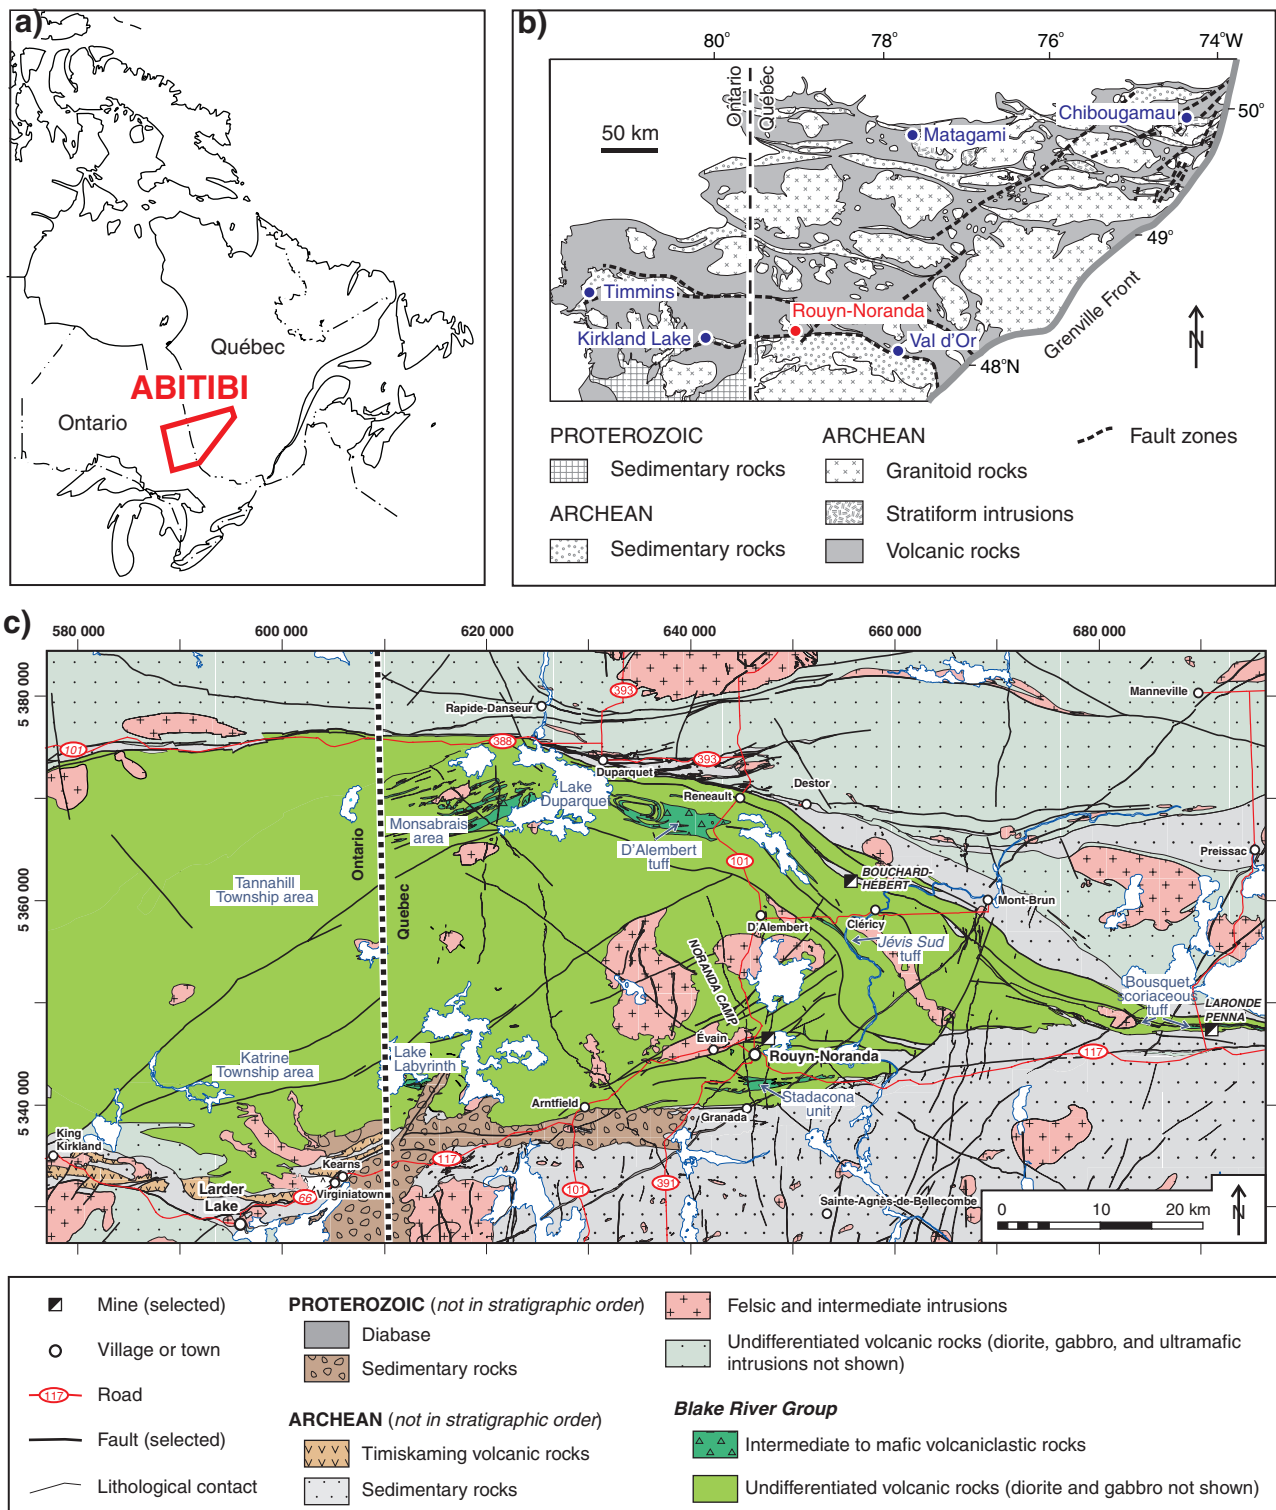 a)
Québec
ABITIBI
Ontario
b)
80°
78°
76°
74°W
Ontario
Québec
50 km
Chibougamau
Matagami
50°
49°
Timmins
Rouyn-Noranda
Kirkland Lake
Val d'Or
48°N
Grenville Front
N
PROTEROZOIC
Sedimentary rocks
ARCHEAN
Sedimentary rocks
ARCHEAN
Granitoid rocks
Stratiform intrusions
Volcanic rocks
Fault zones
c)
580 000
600 000
620 000
640 000
660 000
680 000
5 380 000
5 360 000
5 340 000
393
Manneville
Rapide-Danseur
101
388
393
Duparquet
Lake
Duparquet
Reneault
Destor
Monsabrais
area
Ontario
Quebec
D'Alembert
tuff
101
Preissac
BOUCHARD-
HÉBERT
Tannahill
Township area
Mont-Brun
D'Alembert
Cléricy
Jévis Sud
tuff
NORANDA CAMP
Bousquet
scoriaceous
tuff
LARONDE
PENNA
Évain
Rouyn-Noranda
117
Katrine
Township area
Lake
Labyrinth
Stadacona
unit
Arntfield
Granada
King
Kirkland
Kearns
Virginiatown
117
Larder
Lake
66
101
391
Sainte-Agnès-de-Bellecombe
0 10 20 km
N
Mine (selected)
Village or town
117
Road
Fault (selected)
Lithological contact
PROTEROZOIC (not in stratigraphic order)
Diabase
Sedimentary rocks
ARCHEAN (not in stratigraphic order)
Timiskaming volcanic rocks
Sedimentary rocks
Felsic and intermediate intrusions
Undifferentiated volcanic rocks (diorite, gabbro, and ultramafic
intrusions not shown)
Blake River Group
Intermediate to mafic volcaniclastic rocks
Undifferentiated volcanic rocks (diorite and gabbro not shown)